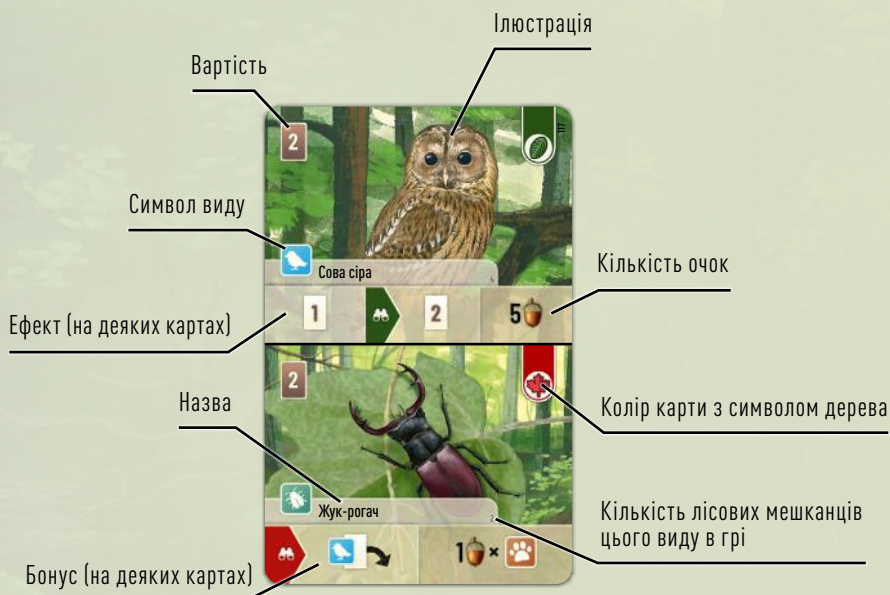 Ілюстрація
Вартість
2
Символ виду
Сова сіра
Кількість очок
1
2
5
Ефект (на деяких картах)
2
Назва
Колір карти з символом дерева
Жук-рогач
2
Кількість лісових мешканців
цього виду в грі
1 ×
Бонус (на деяких картах)